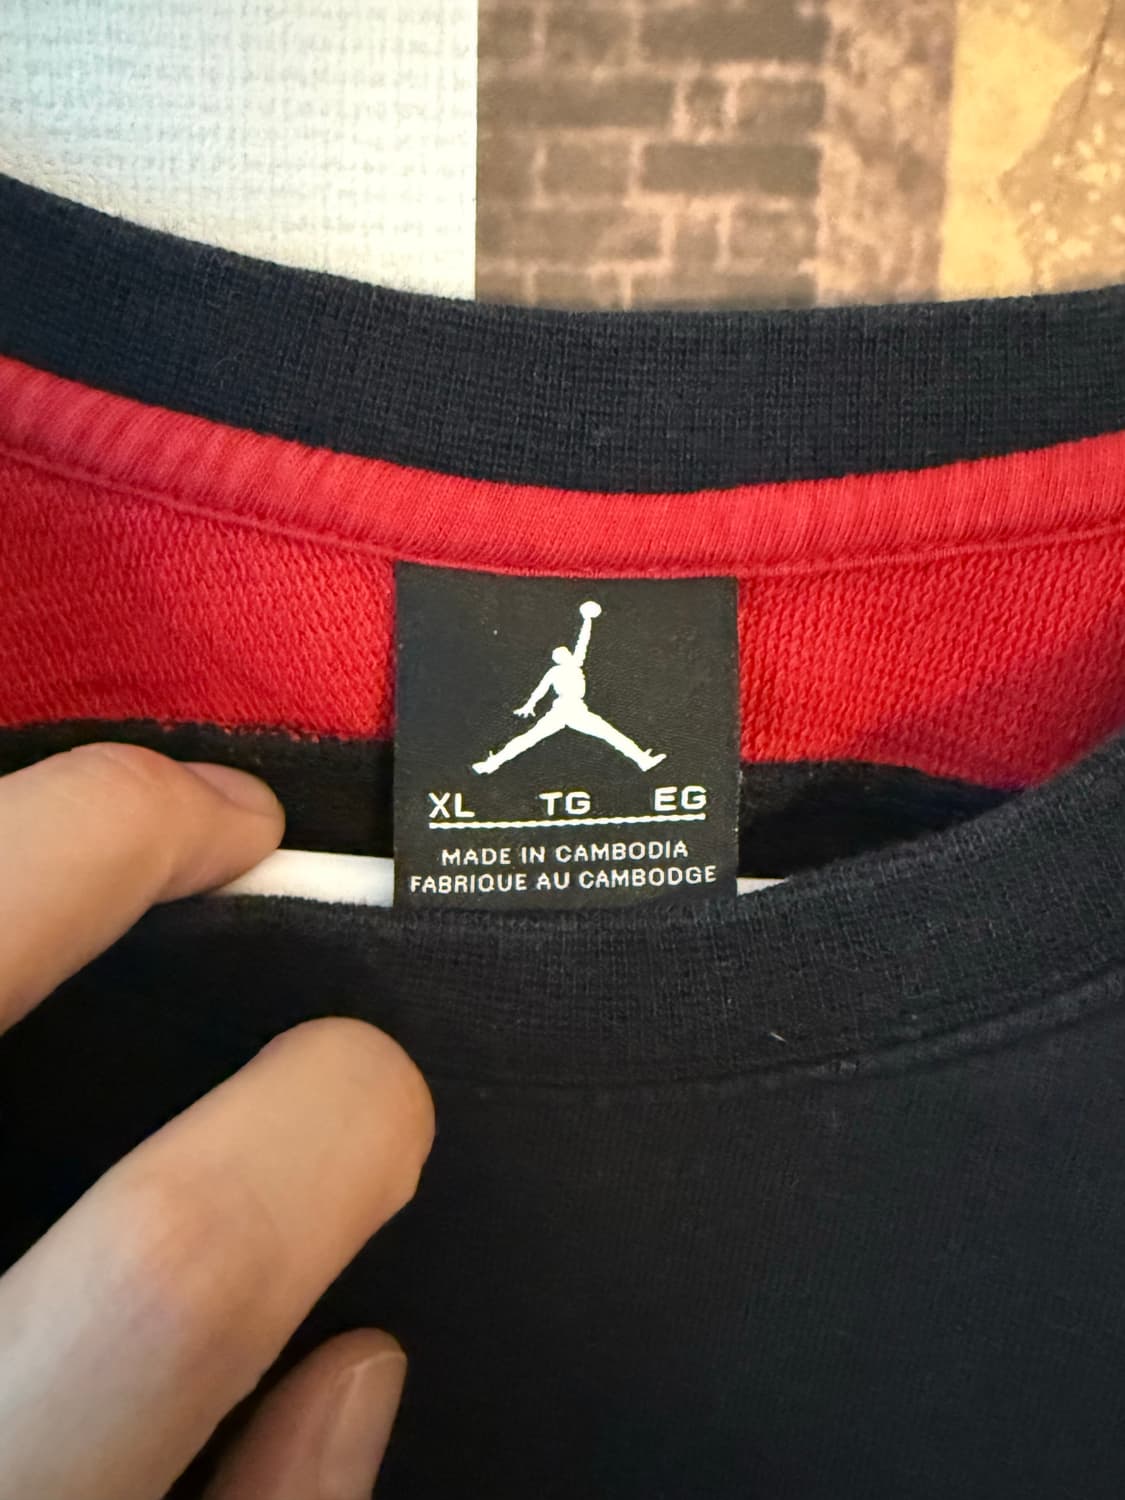 XL TG EG
MADE IN CAMBODIA
FABRIQUE AU CAMBODGE